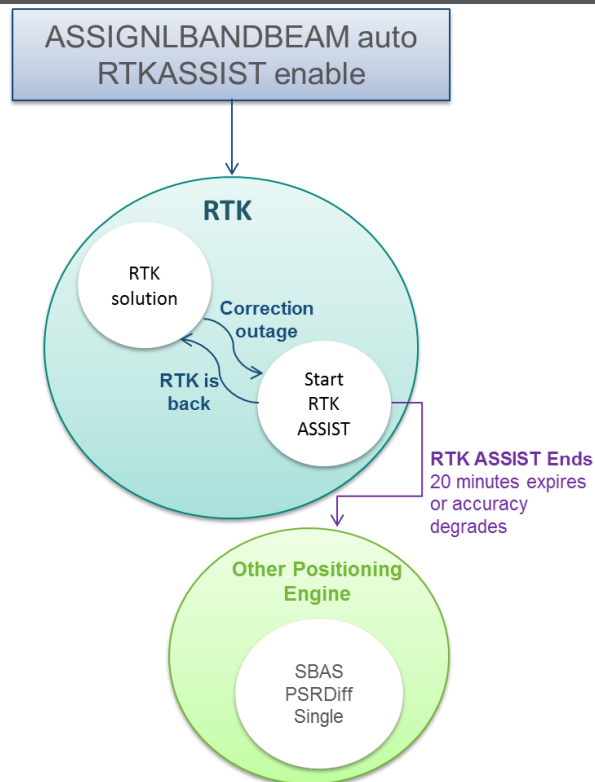 ASSIGNLBANDBEAM auto
RTKASSIST enable
RTK
RTK
solution
Correction
outage
RTK is
back
Start
RTK
ASSIST
RTK ASSIST Ends
20 minutes expires
or accuracy
degrades
Other Positioning
Engine
SBAS
PSRDiff
Single